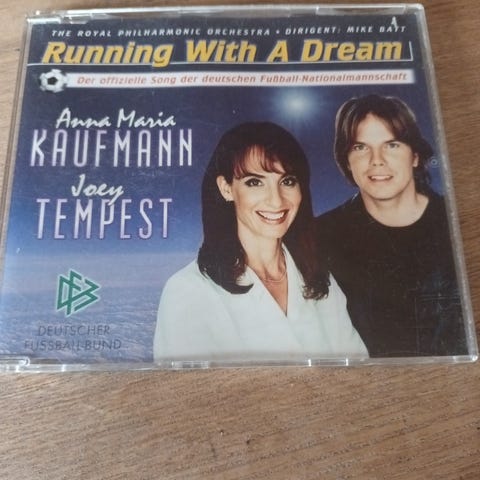 THE ROYAL PHILHARMONIC ORCHESTRA • DIRIGENT: MIKE BATT
Running With A Dream
Der offizielle Song der deutschen Fußball-Nationalmannschaft
Anna Maria
KAUFMANN
Joey
TEMPEST
DFB
DEUTSCHER
FUSSBALL-BUND